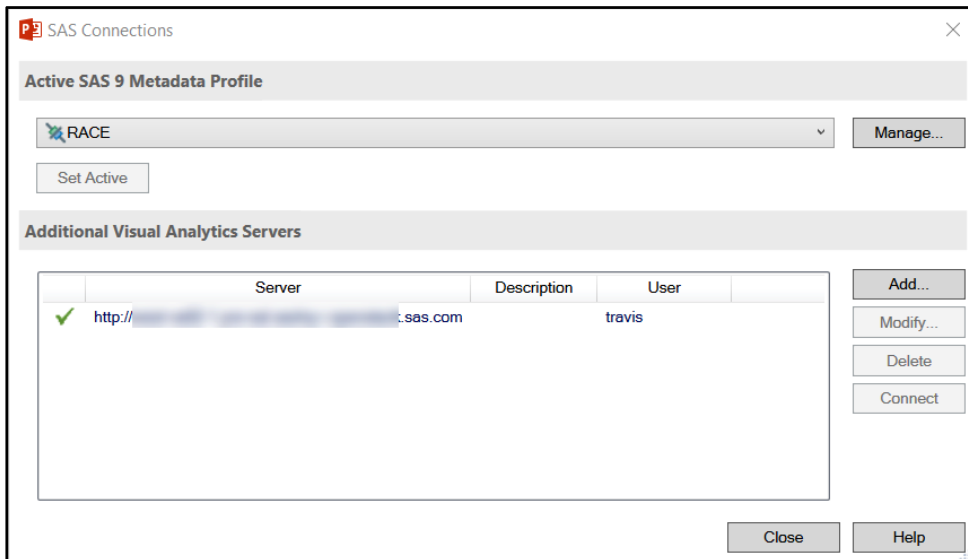 SAS Connections
Active SAS 9 Metadata Profile
RACE
Manage...
Set Active
Additional Visual Analytics Servers
Server Description User
Add...
http:// .sas.com travis
Modify...
Delete
Connect
Close Help